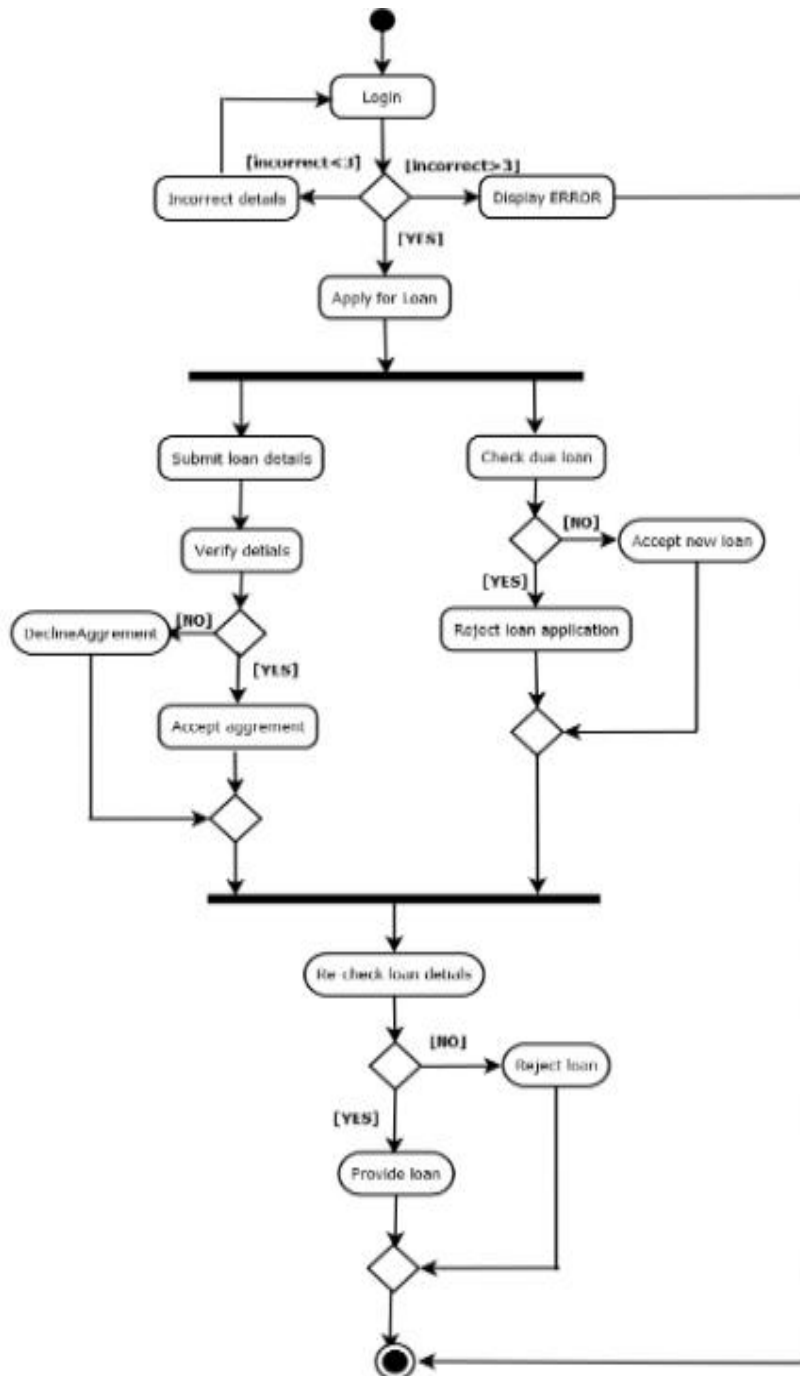 Login
[incorrect<3]
[incorrect>3]
Incorrect details
Display ERROR
[YES]
Apply for Loan
Submit loan details
Check due loan
Verify detials
[NO]
Accept new loan
[YES]
DeclineAggrement
[NO]
Reject loan application
[YES]
Accept aggrement
Re-check loan detials
[NO]
Reject loan
[YES]
Provide loan